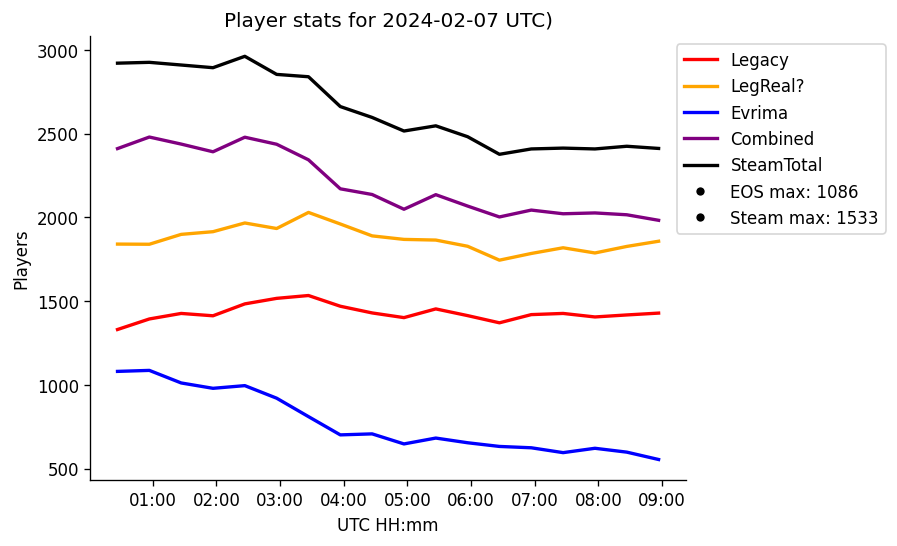 Player stats for 2024-02-07 UTC)
3000
2500
2000
1500
1000
500
Players
01:00 02:00 03:00 04:00 05:00 06:00 07:00 08:00 09:00
UTC HH:mm
Legacy
LegReal?
Evrima
Combined
SteamTotal
EOS max: 1086
Steam max: 1533